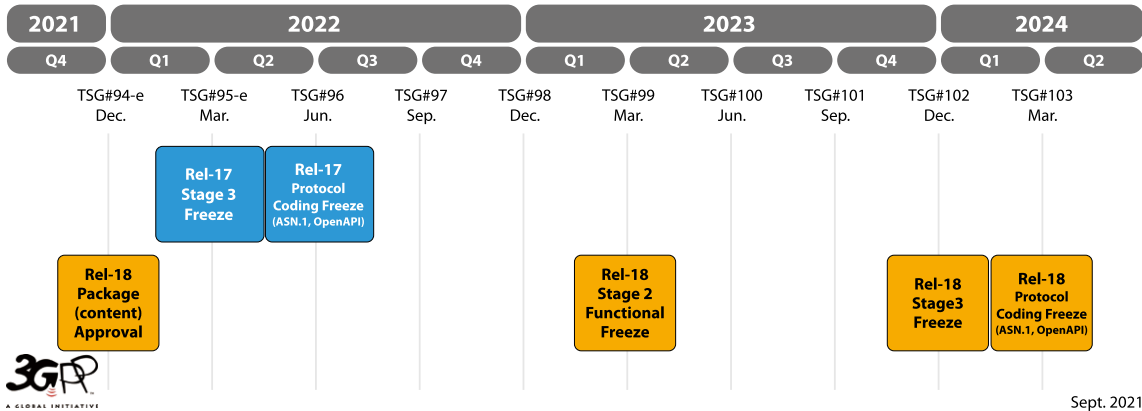 2021 2022 2023 2024
Q4 Q1 Q2 Q3 Q4 Q1 Q2 Q3 Q4 Q1 Q2
TSG#94-e TSG#95-e TSG#96 TSG#97 TSG#98 TSG#99 TSG#100 TSG#101 TSG#102 TSG#103
Dec. Mar. Jun. Sep. Dec. Mar. Jun. Sep. Dec. Mar.
Rel-17
Stage 3
Freeze
Rel-17
Protocol
Coding Freeze
(ASN.1, OpenAPI)
Rel-18
Package
(content)
Approval
Rel-18
Stage 2
Functional
Freeze
Rel-18
Stage3
Freeze
Rel-18
Protocol
Coding Freeze
(ASN.1, OpenAPI)
3GPP
A GLOBAL INITIATIVE
Sept. 2021